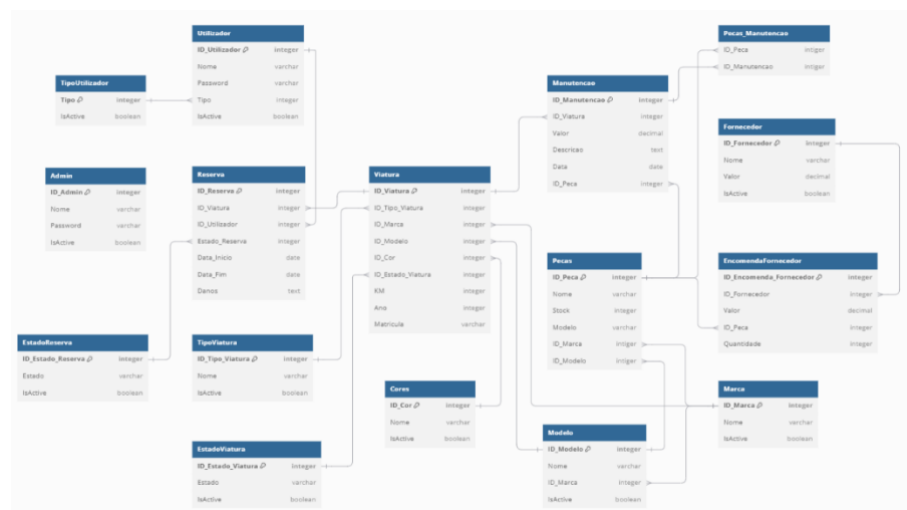 Utilizador
ID_Utilizador integer
Nome varchar
Password varchar
Tipo integer
IsActive boolean
TipoUtilizador
Tipo integer
IsActive boolean
Admin
ID_Admin integer
Nome varchar
Password varchar
IsActive boolean
Reserva
ID_Reserva integer
ID_Viatura integer
ID_Utilizador integer
Estado_Reserva integer
Data_Inicio date
Data_Fim date
Danos text
Viatura
ID_Viatura integer
ID_Tipo_Viatura integer
ID_Marca integer
ID_Modelo integer
ID_Cor integer
ID_Estado_Viatura integer
KM integer
Ano integer
Matricula varchar
Manutencao
ID_Manutencao integer
ID_Viatura integer
Valor decimal
Descricao text
Data date
ID_Peca integer
Pecas_Manutencao
ID_Peca intiger
ID_Manutencao intiger
Fornecedor
ID_Fornecedor integer
Nome varchar
Valor decimal
IsActive boolean
Pecas
ID_Peca integer
Nome varchar
Stock integer
Modelo varchar
ID_Marca intiger
ID_Modelo intiger
EncomendaFornecedor
ID_Encomenda_Fornecedor integer
ID_Fornecedor integer
Valor decimal
ID_Peca integer
Quantidade integer
EstadoReserva
ID_Estado_Reserva integer
Estado varchar
IsActive boolean
TipoViatura
ID_Tipo_Viatura integer
Nome varchar
IsActive boolean
Cores
ID_Cor integer
Nome varchar
IsActive boolean
Marca
ID_Marca integer
Nome varchar
IsActive boolean
EstadoViatura
ID_Estado_Viatura integer
Estado varchar
IsActive boolean
Modelo
ID_Modelo integer
Nome varchar
ID_Marca integer
IsActive boolean